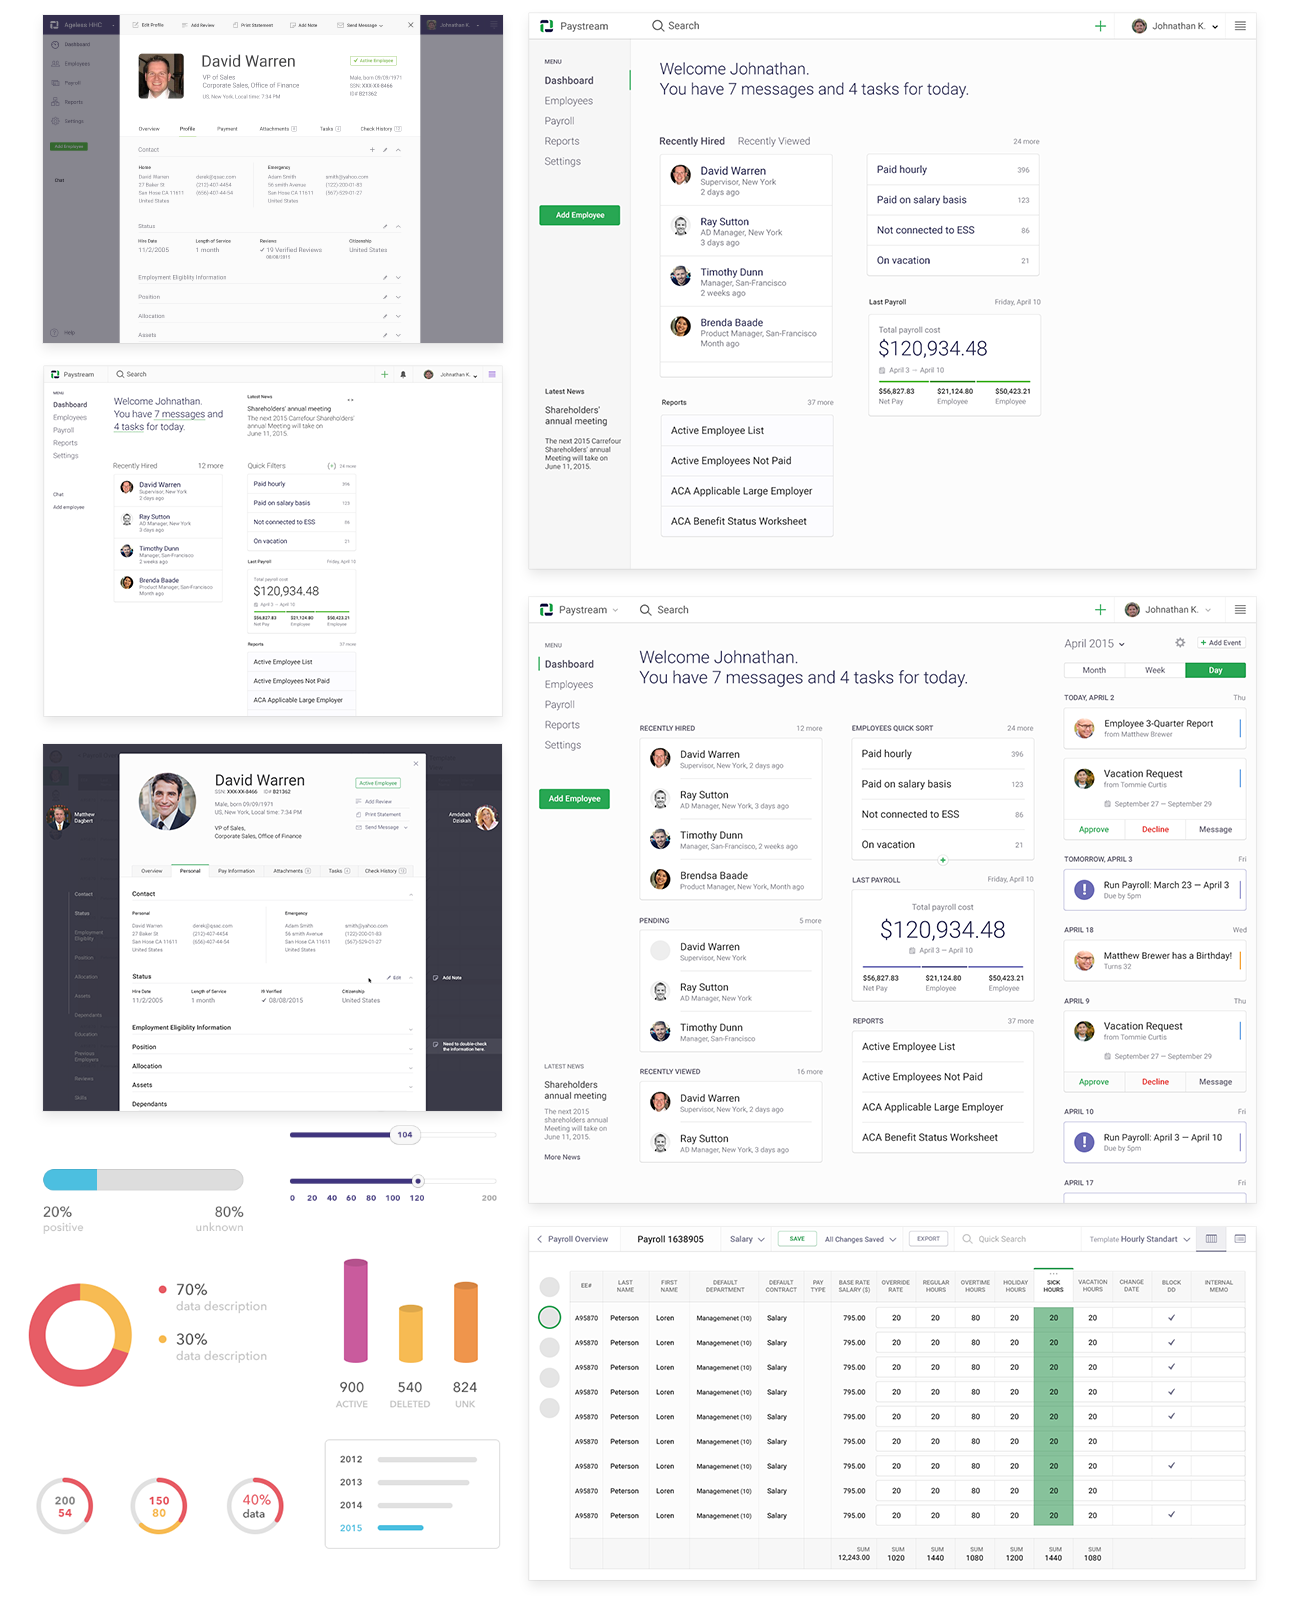 Ageless HHC
Edit Profile
Add Review
Print Statement
Add Note
Send Message
Johnathan K.
Dashboard
Employees
Payroll
Reports
Settings
Add Employee
Chat
Help
David Warren
Active Employee
VP of Sales
Corporate Sales, Office of Finance
US, New York, Local time: 7:34 PM
Male, born 09/09/1971
SSN: XXX-XX-8466
ID# B21362
Overview
Profile
Payment
Attachments
Tasks
Check History
Contact
Home
Emergency
David Warren derek@qsac.com Adam Smith smith@yahoo.com
27 Baker St (212)-407-4454 56 smith Avenue (122)-200-01-83
San Hose CA 11611 (656)-407-44-54 San Hose CA 11611 (567)-529-01-27
United States United States
Status
Hire Date Length of Service Reviews Citizenship
11/2/2005 1 month 19 Verified Reviews United States
08/08/2015
Employment Eligiblity Information
Position
Allocation
Assets
Paystream
Search
Johnathan K.
MENU
Dashboard
Employees
Payroll
Reports
Settings
Chat
Add employee
Welcome Johnathan.
You have 7 messages and
4 tasks for today.
Latest News
Shareholders' annual meeting
The next 2015 Carrefour Shareholders'
annual Meeting will take on
June 11, 2015.
Recently Hired 12 more
David Warren
Supervisor, New York
2 days ago
Ray Sutton
AD Manager, New York
3 days ago
Timothy Dunn
Manager, San-Francisco
2 weeks ago
Brenda Baade
Product Manager, San-Francisco
Month ago
Quick Filters (+) 24 more
Paid hourly 396
Paid on salary basis 123
Not connected to ESS 86
On vacation 21
Last Payroll Friday, April 10
Total payroll cost
$120,934.48
April 3 — April 10
$56,827.83 $21,124.80 $50,423.21
Net Pay Employee Employee
Reports 37 more
Active Employee List
Active Employees Not Paid
ACA Applicable Large Employer
Matthew
Dagbert
Contact
Status
Employment
Eligiblity
Position
Allocation
Assets
Dependants
Education
Previous
Employers
Reviews
Skills
David Warren
SSN: XXX-XX-8466 ID# B21362
Male, born 09/09/1971
US, New York, Local time: 7:34 PM
VP of Sales,
Corporate Sales, Office of Finance
Active Employee
Add Review
Print Statement
Send Message
Amdobah
Dziskah
Overview
Personal
Pay Information
Attachments
Tasks
Check History
Contact
Personal
Emergency
David Warren derek@qsac.com Adam Smith smith@yahoo.com
27 Baker St (212)-407-4454 56 smith Avenue (122)-200-01-83
San Hose CA 11611 (656)-407-44-54 San Hose CA 11611 (567)-529-01-27
United States United States
Status
Edit
Hire Date Length of Service I9 Verified Citizenship
11/2/2005 1 month 08/08/2015 United States
Employment Eligiblity Information
Position
Allocation
Assets
Dependants
Add Note
Need to double-check
the information here.
104
0 20 40 60 80 100 120 200
20% 80%
positive unknown
70%
data description
30%
data description
900 540 824
ACTIVE DELETED UNK
200
54
150
80
40%
data
2012
2013
2014
2015
Paystream
Search
Johnathan K.
MENU
Dashboard
Employees
Payroll
Reports
Settings
Add Employee
Latest News
Shareholders'
annual meeting
The next 2015 Carrefour
Shareholders' annual
Meeting will take on
June 11, 2015.
Welcome Johnathan.
You have 7 messages and 4 tasks for today.
Recently Hired Recently Viewed 24 more
David Warren
Supervisor, New York
2 days ago
Ray Sutton
AD Manager, New York
3 days ago
Timothy Dunn
Manager, San-Francisco
2 weeks ago
Brenda Baade
Product Manager, San-Francisco
Month ago
Paid hourly 396
Paid on salary basis 123
Not connected to ESS 86
On vacation 21
Last Payroll Friday, April 10
Total payroll cost
$120,934.48
April 3 — April 10
$56,827.83 $21,124.80 $50,423.21
Net Pay Employee Employee
Reports 37 more
Active Employee List
Active Employees Not Paid
ACA Applicable Large Employer
ACA Benefit Status Worksheet
Paystream
Search
Johnathan K.
MENU
Dashboard
Employees
Payroll
Reports
Settings
Add Employee
LATEST NEWS
Shareholders
annual meeting
The next 2015
shareholders annual
Meeting will take on
June 11, 2015.
More News
Welcome Johnathan.
You have 7 messages and 4 tasks for today.
RECENTLY HIRED 12 more
David Warren
Supervisor, New York, 2 days ago
Ray Sutton
AD Manager, New York, 3 days ago
Timothy Dunn
Manager, San-Francisco, 2 weeks ago
Brendsa Baade
Product Manager, New York, Month ago
PENDING 5 more
David Warren
Supervisor, New York
Ray Sutton
AD Manager, New York
Timothy Dunn
Manager, San-Francisco
RECENTLY VIEWED 16 more
David Warren
Supervisor, New York, 2 days ago
Ray Sutton
AD Manager, New York, 3 days ago
EMPLOYEES QUICK SORT 24 more
Paid hourly 396
Paid on salary basis 123
Not connected to ESS 86
On vacation 21
LAST PAYROLL Friday, April 10
Total payroll cost
$120,934.48
April 3 — April 10
$56,827.83 $21,124.80 $50,423.21
Net Pay Employee Employee
REPORTS 37 more
Active Employee List
Active Employees Not Paid
ACA Applicable Large Employer
ACA Benefit Status Worksheet
April 2015
+ Add Event
Month Week Day
TODAY, APRIL 2 Thu
Employee 3-Quarter Report
from Matthew Brewer
Vacation Request
from Tommie Curtis
September 27 — September 29
Approve Decline Message
TOMORROW, APRIL 3 Fri
Run Payroll: March 23 — April 3
Due by 5pm
APRIL 18 Wed
Matthew Brewer has a Birthday!
Turns 32
APRIL 9 Thu
Vacation Request
from Tommie Curtis
September 27 — September 29
Approve Decline Message
APRIL 10 Fri
Run Payroll: April 3 — April 10
Due by 5pm
APRIL 17 Fri
Payroll Overview
Payroll 1638905
Salary
SAVE
All Changes Saved
EXPORT
Quick Search
Template Hourly Standart
EE# LAST NAME FIRST NAME DEFAULT DEPARTMENT DEFAULT CONTRACT PAY TYPE BASE RATE SALARY ($) OVERRIDE RATE REGULAR HOURS OVERTIME HOURS HOLIDAY HOURS SICK HOURS VACATION HOURS CHANGE DATE BLOCK DD INTERNAL MEMO
A95870 Peterson Loren Managemenet (10) Salary 795.00 20 20 80 20 20 20 ✓
A95870 Peterson Loren Managemenet (10) Salary 795.00 20 20 80 20 20 20 ✓
A95870 Peterson Loren Managemenet (10) Salary 795.00 20 20 80 20 20 20 ✓
A95870 Peterson Loren Managemenet (10) Salary 795.00 20 20 80 20 20 20 ✓
A95870 Peterson Loren Managemenet (10) Salary 795.00 20 20 80 20 20 20 ✓
A95870 Peterson Loren Managemenet (10) Salary 795.00 20 20 80 20 20 20
A95870 Peterson Loren Managemenet (10) Salary 795.00 20 20 80 20 20 20 ✓
A95870 Peterson Loren Managemenet (10) Salary 795.00 20 20 80 20 20 20
A95870 Peterson Loren Managemenet (10) Salary 795.00 20 20 80 20 20 20 ✓
SUM SUM SUM SUM SUM SUM SUM
12,243.00 1020 1440 1080 1200 1440 1080